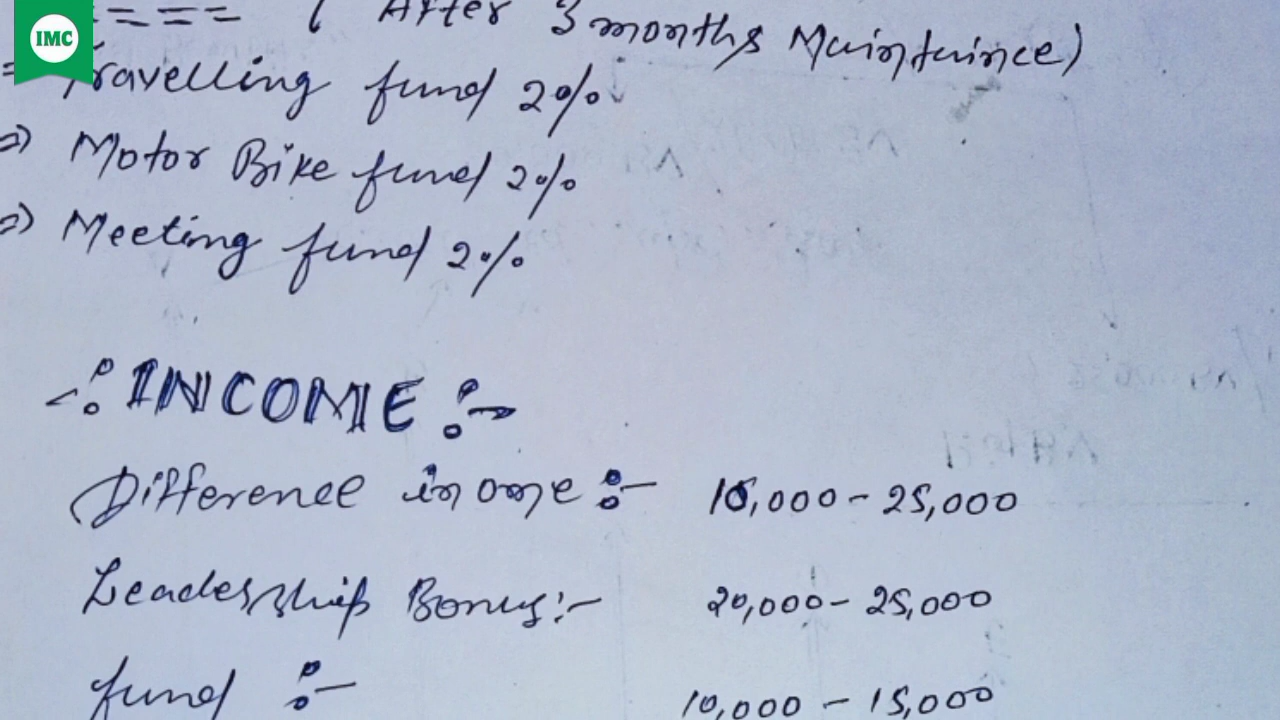 IMC
==== ( After 3 months Maintaince)
Travelling fund 2%
=> Motor Bike fund 2%
=> Meeting fund 2%
-: INCOME :-
Difference income :- 15,000 - 25,000
Leadership Bonus :- 20,000 - 25,000
fund :- 10,000 - 15,000